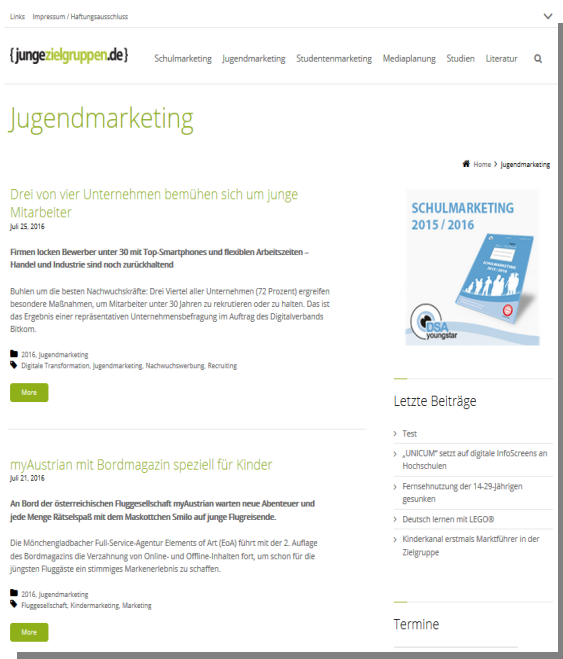 Links Impressum / Haftungsausschluss
{jungezielgruppen.de}
Schulmarketing Jugendmarketing Studentenmarketing Mediaplanung Studien Literatur
Jugendmarketing
Home > Jugendmarketing
Drei von vier Unternehmen bemühen sich um junge
Mitarbeiter
Juli 25, 2016
Firmen locken Bewerber unter 30 mit Top-Smartphones und flexiblen Arbeitszeiten –
Handel und Industrie sind noch zurückhaltend
Buhlen um die besten Nachwuchskräfte: Drei Viertel aller Unternehmen (72 Prozent) ergreifen
besondere Maßnahmen, um Mitarbeiter unter 30 Jahren zu rekrutieren oder zu halten. Das ist
das Ergebnis einer repräsentativen Unternehmensbefragung im Auftrag des Digitalverbands
Bitkom.
2016, Jugendmarketing
Digitale Transformation, Jugendmarketing, Nachwuchswerbung, Recruiting
More
myAustrian mit Bordmagazin speziell für Kinder
Juli 21, 2016
An Bord der österreichischen Fluggesellschaft myAustrian warten neue Abenteuer und
jede Menge Rätselspaß mit dem Maskottchen Smilo auf junge Flugreisende.
Die Mönchengladbacher Full-Service-Agentur Elements of Art (EoA) führt mit der 2. Auflage
des Bordmagazins die Verzahnung von Online- und Offline-Inhalten fort, um schon für die
jüngsten Fluggäste ein stimmiges Markenerlebnis zu schaffen.
2016, Jugendmarketing
Fluggesellschaft, Kindermarketing, Marketing
More
SCHULMARKETING
2015 / 2016
SCHULMARKETING
DSA
youngstar
Letzte Beiträge
> Test
> „UNICUM“ setzt auf digitale InfoScreens an
Hochschulen
> Fernsehnutzung der 14-29-Jährigen
gesunken
> Deutsch lernen mit LEGO®
> Kinderkanal erstmals Marktführer in der
Zielgruppe
Termine